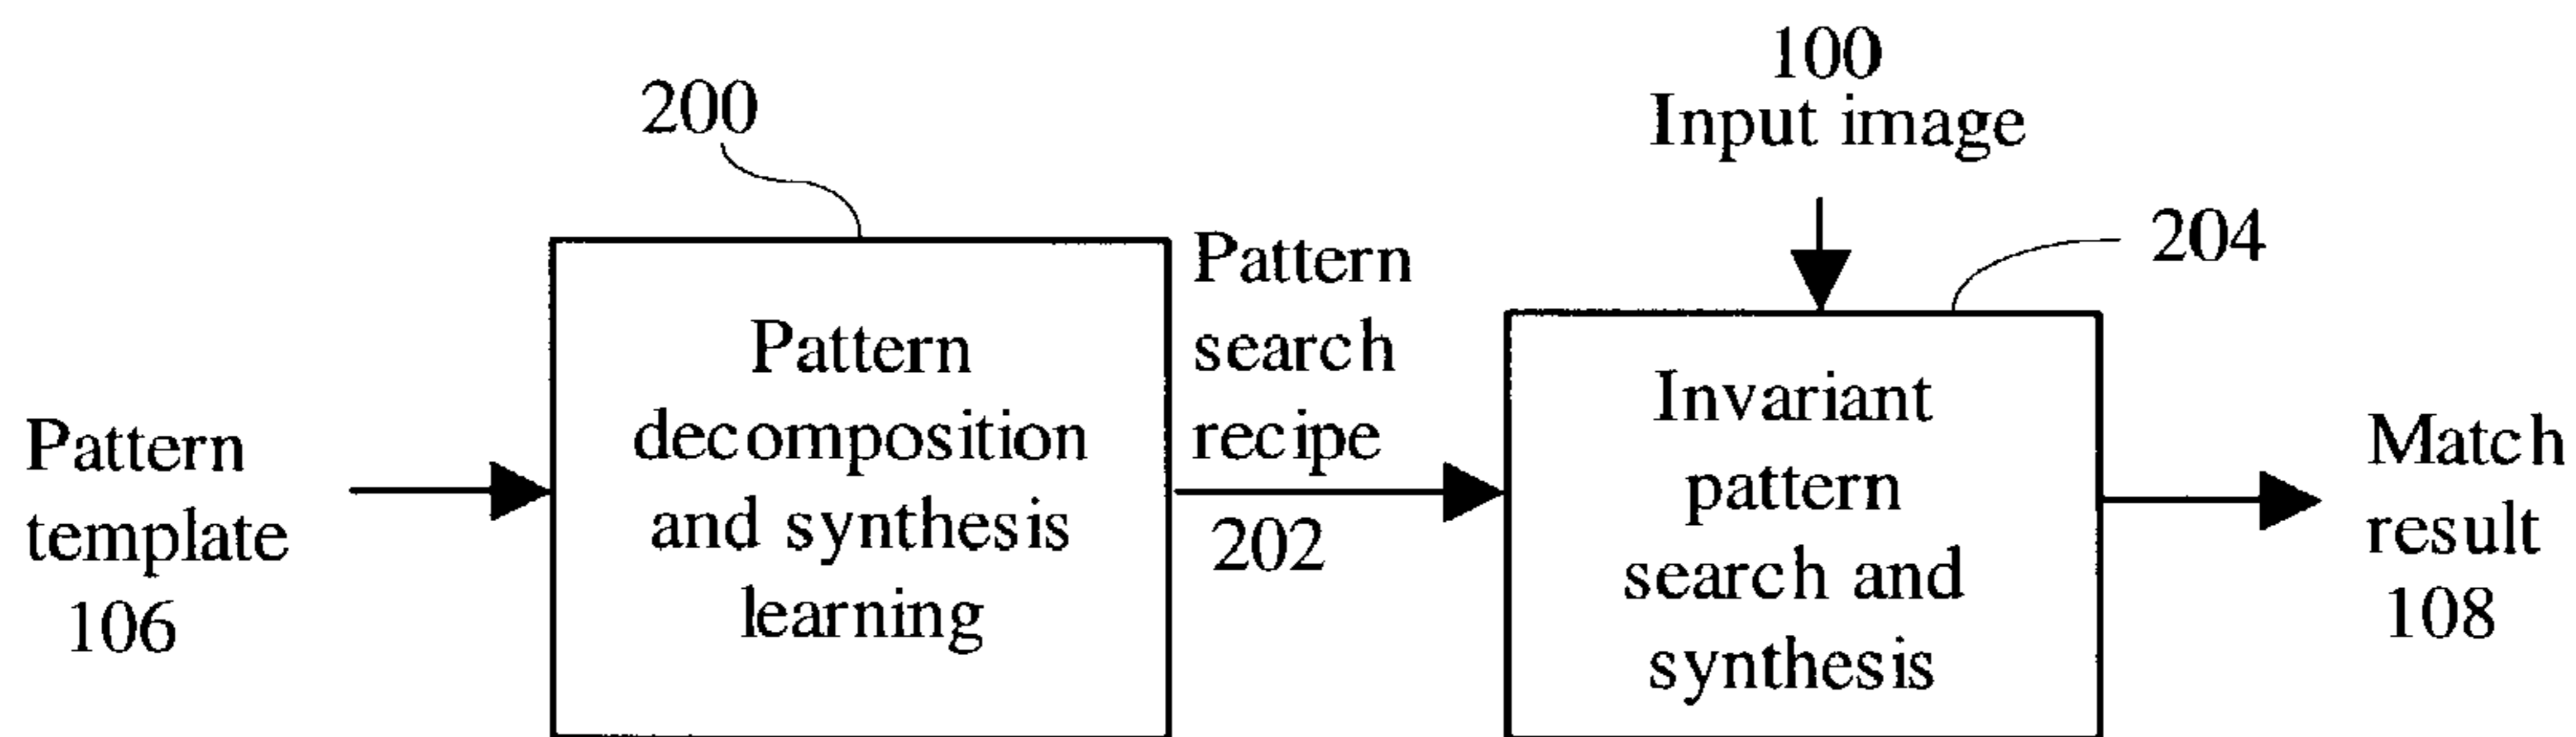 Pattern
template
106
200
Pattern
decomposition
and synthesis
learning
Pattern
search
recipe
202
100
Input image
204
Invariant
pattern
search and
synthesis
Match
result
108